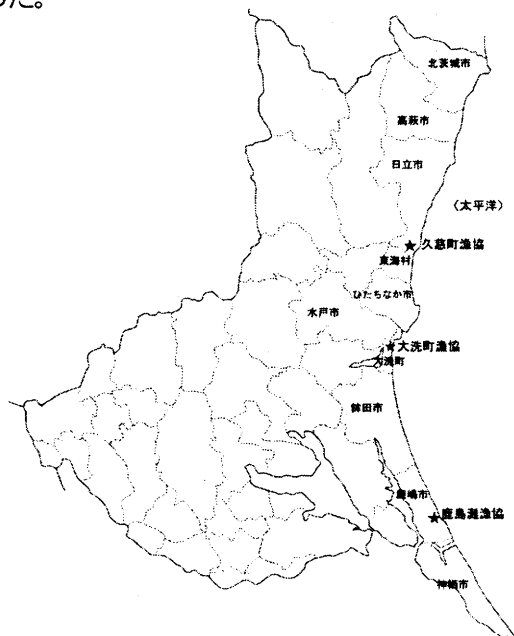 った。
北茨城市
高萩市
日立市
(太平洋)
★久慈町漁協
東海村
ひたちなか市
水戸市
★大洗町漁協
大洗町
鉾田市
鹿嶋市
★鹿島灘漁協
神栖市